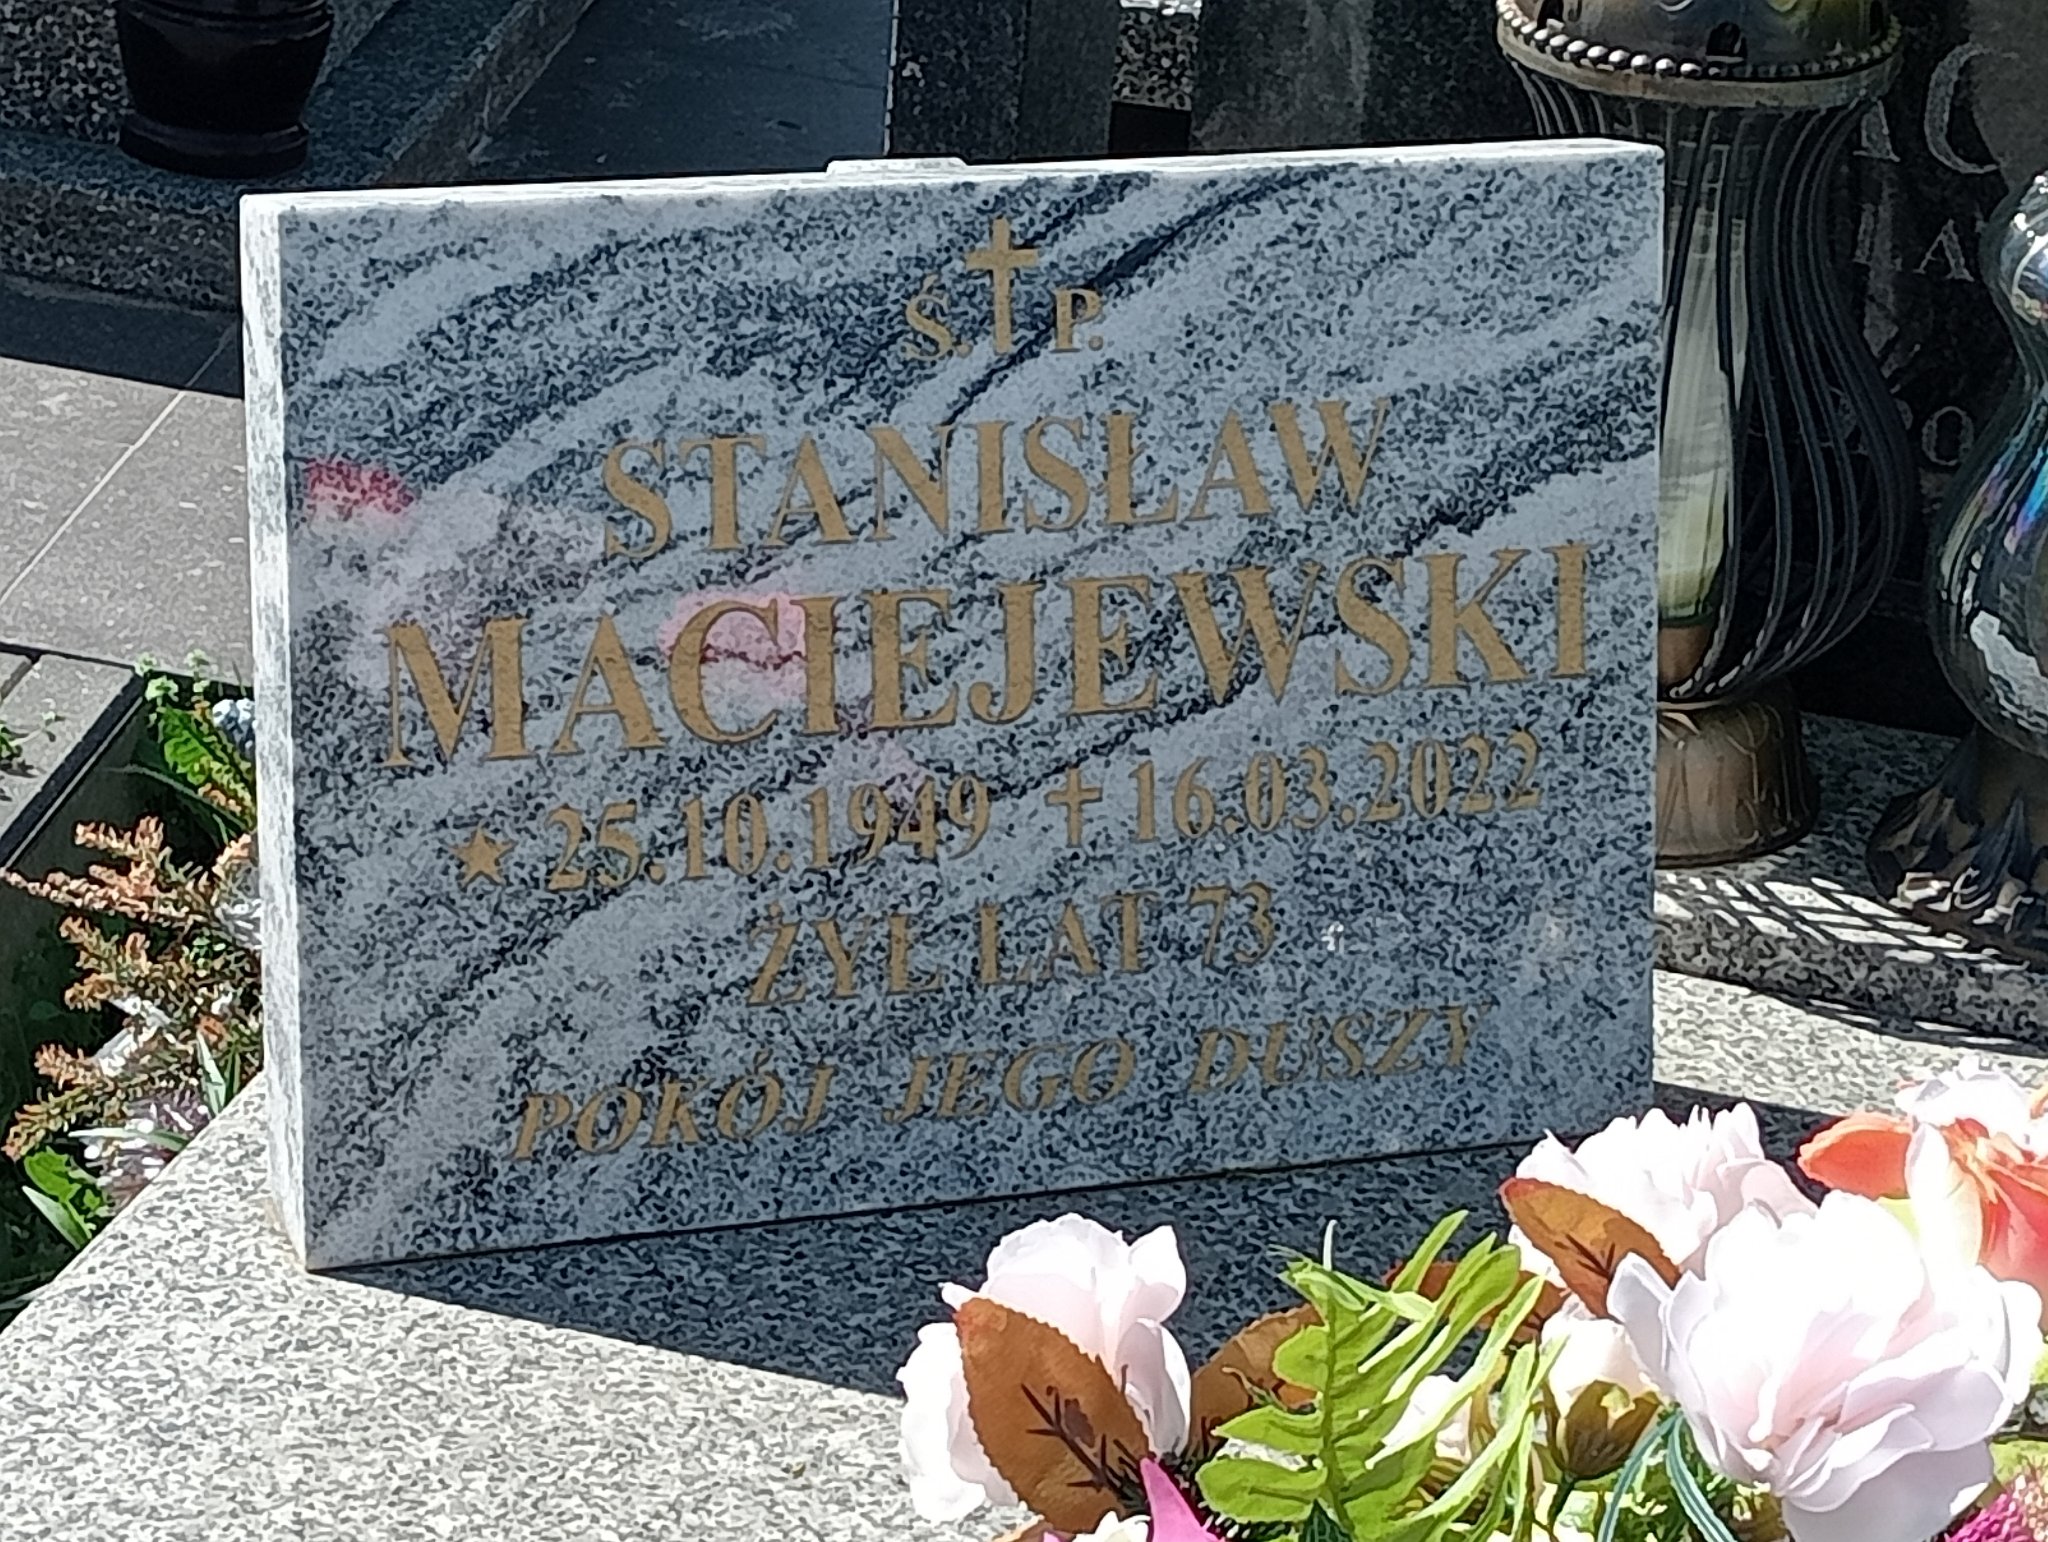 Ś. P.
STANISŁAW
MACIEJEWSKI
★ 25.10.1949 ✝ 16.03.2022
ŻYŁ LAT 73
POKÓJ JEGO DUSZY